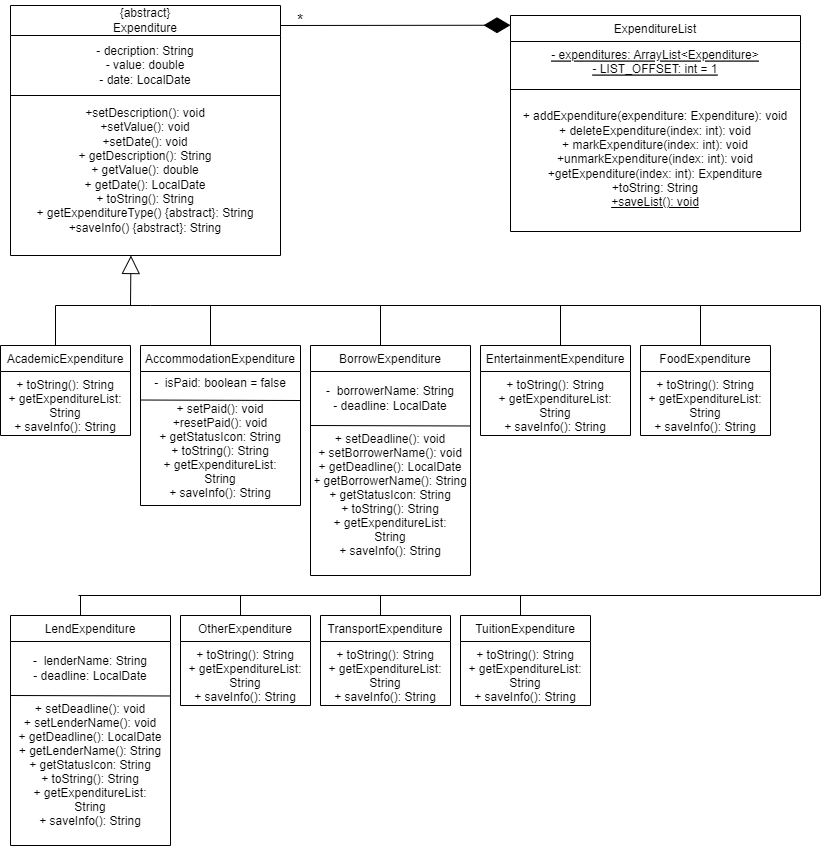 {abstract}
Expenditure
- decription: String
- value: double
- date: LocalDate
+setDescription(): void
+setValue(): void
+setDate(): void
+ getDescription(): String
+ getValue(): double
+ getDate(): LocalDate
+ toString(): String
+ getExpenditureType() {abstract}: String
+saveInfo() {abstract}: String
*
ExpenditureList
- expenditures: ArrayList<Expenditure>
- LIST_OFFSET: int = 1
+ addExpenditure(expenditure: Expenditure): void
+ deleteExpenditure(index: int): void
+ markExpenditure(index: int): void
+unmarkExpenditure(index: int): void
+getExpenditure(index: int): Expenditure
+toString: String
+saveList(): void
AcademicExpenditure
+ toString(): String
+ getExpenditureList:
String
+ saveInfo(): String
AccommodationExpenditure
- isPaid: boolean = false
+ setPaid(): void
+resetPaid(): void
+ getStatusIcon: String
+ toString(): String
+ getExpenditureList:
String
+ saveInfo(): String
BorrowExpenditure
- borrowerName: String
- deadline: LocalDate
+ setDeadline(): void
+ setBorrowerName(): void
+ getDeadline(): LocalDate
+ getBorrowerName(): String
+ getStatusIcon: String
+ toString(): String
+ getExpenditureList:
String
+ saveInfo(): String
EntertainmentExpenditure
+ toString(): String
+ getExpenditureList:
String
+ saveInfo(): String
FoodExpenditure
+ toString(): String
+ getExpenditureList:
String
+ saveInfo(): String
LendExpenditure
- lenderName: String
- deadline: LocalDate
+ setDeadline(): void
+ setLenderName(): void
+ getDeadline(): LocalDate
+ getLenderName(): String
+ getStatusIcon: String
+ toString(): String
+ getExpenditureList:
String
+ saveInfo(): String
OtherExpenditure
+ toString(): String
+ getExpenditureList:
String
+ saveInfo(): String
TransportExpenditure
+ toString(): String
+ getExpenditureList:
String
+ saveInfo(): String
TuitionExpenditure
+ toString(): String
+ getExpenditureList:
String
+ saveInfo(): String